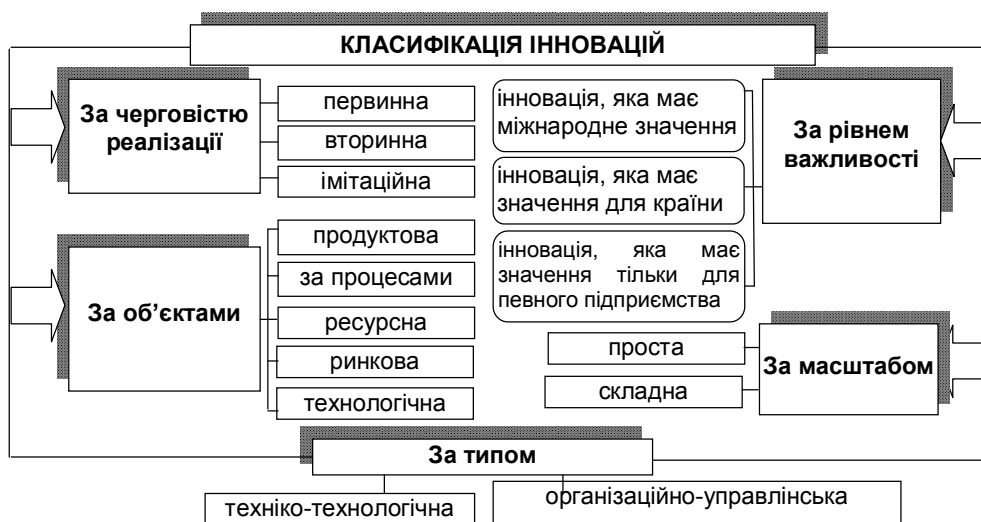 КЛАСИФІКАЦІЯ ІННОВАЦІЙ
За черговістю
реалізації
первинна
вторинна
імітаційна
За об’єктами
продуктова
за процесами
ресурсна
ринкова
технологічна
інновація, яка має
міжнародне значення
інновація, яка має
значення для країни
інновація, яка має
значення тільки для
певного підприємства
За рівнем
важливості
проста
складна
За масштабом
За типом
техніко-технологічна
організаційно-управлінська